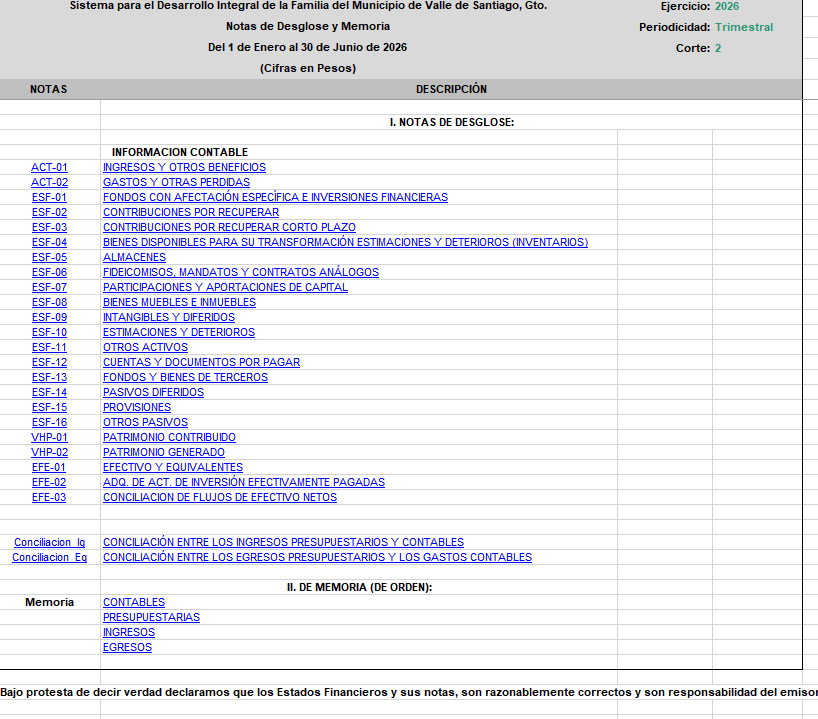 Sistema para el Desarrollo Integral de la Familia del Municipio de Valle de Santiago, Gto. Ejercicio: 2026
Notas de Desglose y Memoria Periodicidad: Trimestral
Del 1 de Enero al 30 de Junio de 2026 Corte: 2
(Cifras en Pesos)
NOTAS DESCRIPCIÓN
I. NOTAS DE DESGLOSE:
INFORMACION CONTABLE
ACT-01 INGRESOS Y OTROS BENEFICIOS
ACT-02 GASTOS Y OTRAS PERDIDAS
ESF-01 FONDOS CON AFECTACIÓN ESPECÍFICA E INVERSIONES FINANCIERAS
ESF-02 CONTRIBUCIONES POR RECUPERAR
ESF-03 CONTRIBUCIONES POR RECUPERAR CORTO PLAZO
ESF-04 BIENES DISPONIBLES PARA SU TRANSFORMACIÓN ESTIMACIONES Y DETERIOROS (INVENTARIOS)
ESF-05 ALMACENES
ESF-06 FIDEICOMISOS, MANDATOS Y CONTRATOS ANÁLOGOS
ESF-07 PARTICIPACIONES Y APORTACIONES DE CAPITAL
ESF-08 BIENES MUEBLES E INMUEBLES
ESF-09 INTANGIBLES Y DIFERIDOS
ESF-10 ESTIMACIONES Y DETERIOROS
ESF-11 OTROS ACTIVOS
ESF-12 CUENTAS Y DOCUMENTOS POR PAGAR
ESF-13 FONDOS Y BIENES DE TERCEROS
ESF-14 PASIVOS DIFERIDOS
ESF-15 PROVISIONES
ESF-16 OTROS PASIVOS
VHP-01 PATRIMONIO CONTRIBUIDO
VHP-02 PATRIMONIO GENERADO
EFE-01 EFECTIVO Y EQUIVALENTES
EFE-02 ADQ. DE ACT. DE INVERSIÓN EFECTIVAMENTE PAGADAS
EFE-03 CONCILIACION DE FLUJOS DE EFECTIVO NETOS
Conciliacion_Ig CONCILIACIÓN ENTRE LOS INGRESOS PRESUPUESTARIOS Y CONTABLES
Conciliacion_Eg CONCILIACIÓN ENTRE LOS EGRESOS PRESUPUESTARIOS Y LOS GASTOS CONTABLES
II. DE MEMORIA (DE ORDEN):
Memoria CONTABLES
PRESUPUESTARIAS
INGRESOS
EGRESOS
Bajo protesta de decir verdad declaramos que los Estados Financieros y sus notas, son razonablemente correctos y son responsabilidad del emisor